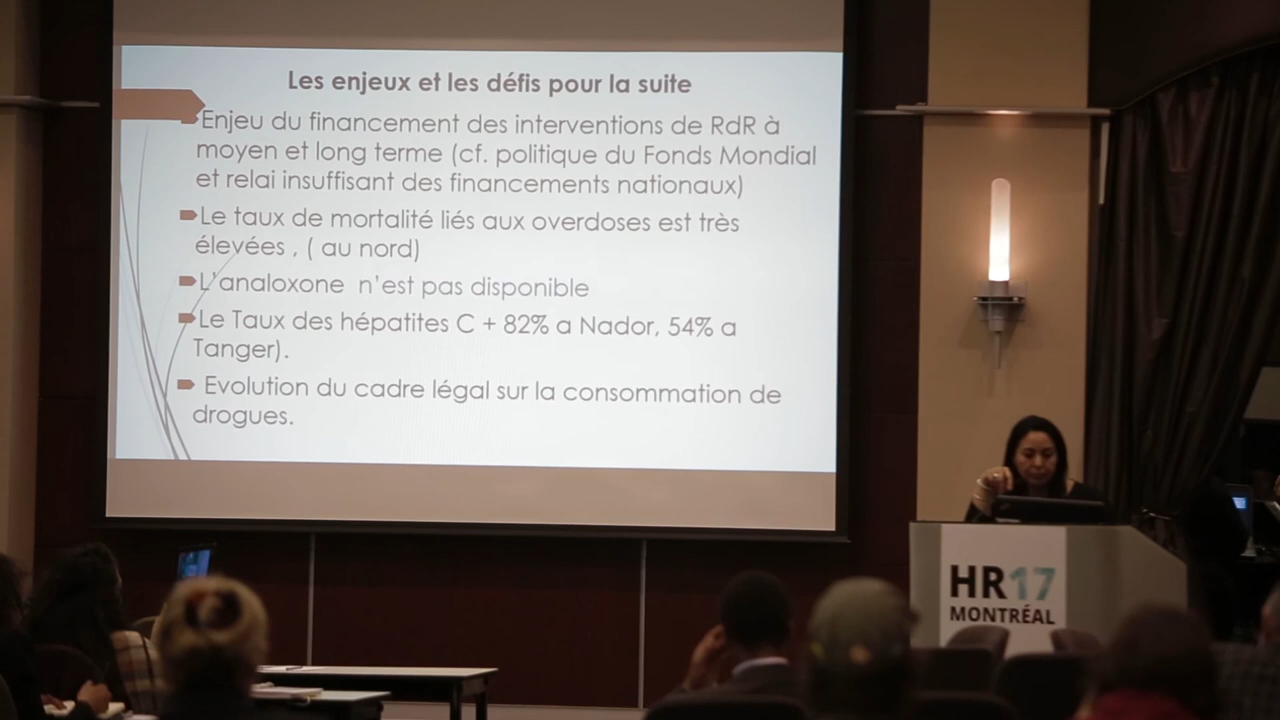 Les enjeux et les défis pour la suite
Enjeu du financement des interventions de RdR à
moyen et long terme (cf. politique du Fonds Mondial
et relai insuffisant des financements nationaux)
Le taux de mortalité liés aux overdoses est très
élevées , ( au nord)
L'analoxone n'est pas disponible
Le Taux des hépatites C + 82% a Nador, 54% a
Tanger).
Evolution du cadre légal sur la consommation de
drogues.
HR17
MONTRÉAL